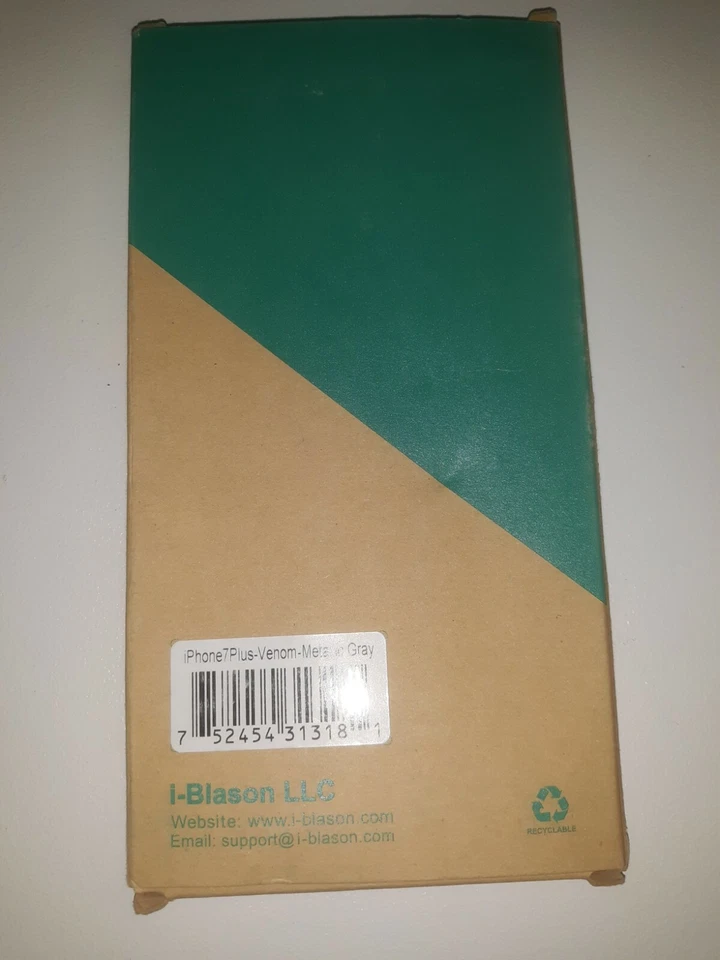 iPhone7Plus-Venom-Metallic Gray
7 52454 31318 1
i-Blason LLC
Website: www.i-blason.com
Email: support@i-blason.com
RECYCLABLE